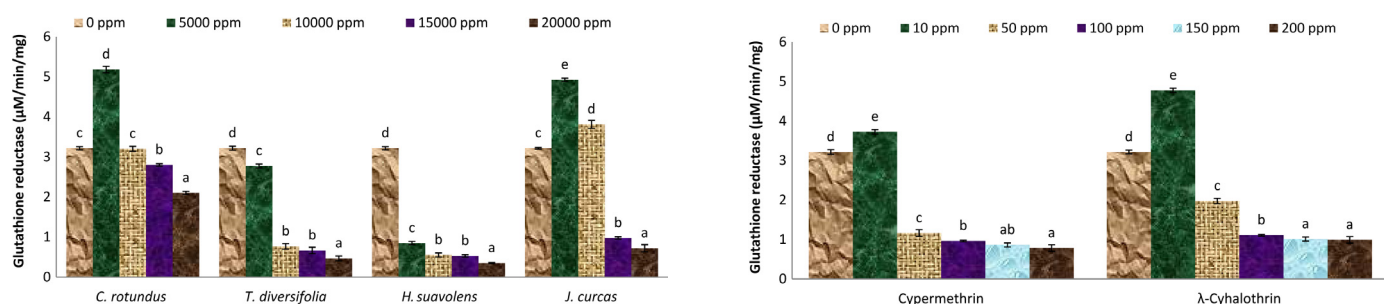 0 ppm 5000 ppm 10000 ppm 15000 ppm 20000 ppm
Glutathione reductase (µM/min/mg)
6
5
4
3
2
1
0
c d c b a
d c b b a
d c b b a
c e d b a
C. rotundus T. diversifolia H. suavolens J. curcas
0 ppm 10 ppm 50 ppm 100 ppm 150 ppm 200 ppm
Glutathione reductase (µM/min/mg)
6
5
4
3
2
1
0
d e c b ab a
d e c b a a
Cypermethrin λ-Cyhalothrin